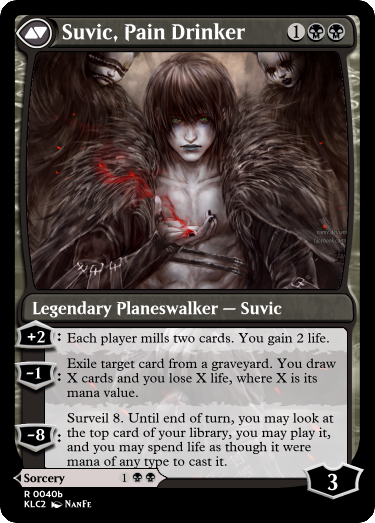 Suvic, Pain Drinker 1
Legendary Planeswalker — Suvic
+2: Each player mills two cards. You gain 2 life.
-1: Exile target card from a graveyard. You draw
X cards and you lose X life, where X is its
mana value.
-8: Surveil 8. Until end of turn, you may look at
the top card of your library, you may play it,
and you may spend life as though it were
mana of any type to cast it.
Sorcery 1
3
R 0040b
KLC2 NanFe